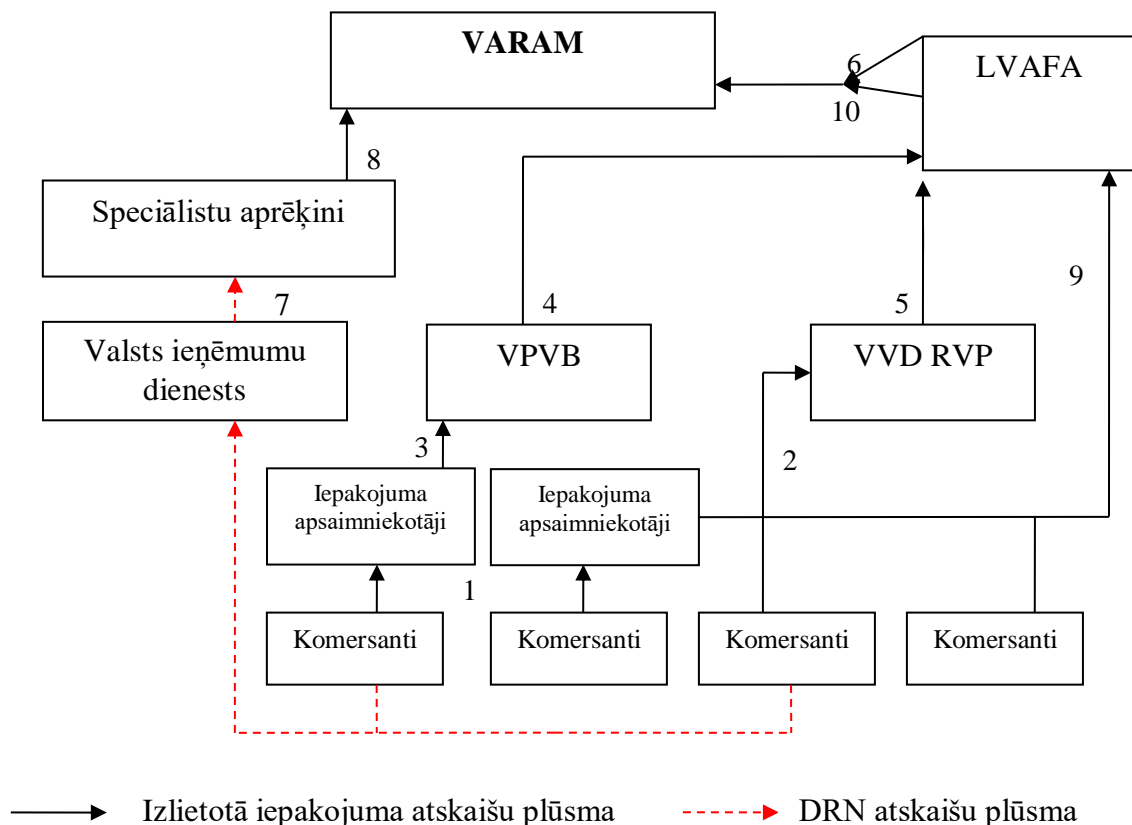 VARAM
LVAFA
6
10
8
Speciālistu aprēķini
9
7
4
5
Valsts ieņēmumu
dienests
VPVB
VVD RVP
3
2
Iepakojuma
apsaimniekotāji
Iepakojuma
apsaimniekotāji
1
Komersanti
Komersanti
Komersanti
Komersanti
Izlietotā iepakojuma atskaišu plūsma
DRN atskaišu plūsma